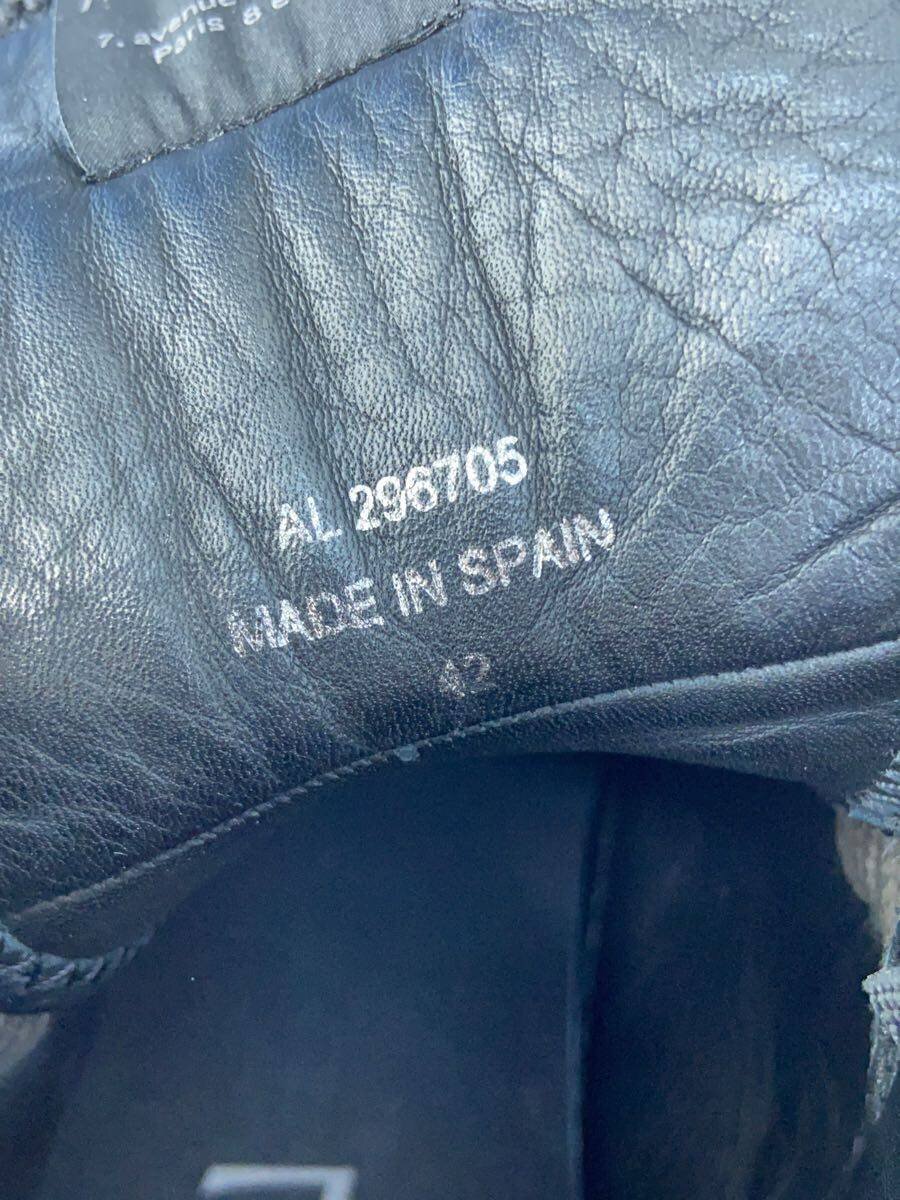 7. avenue
Paris 8 e
AL 296705
MADE IN SPAIN
42